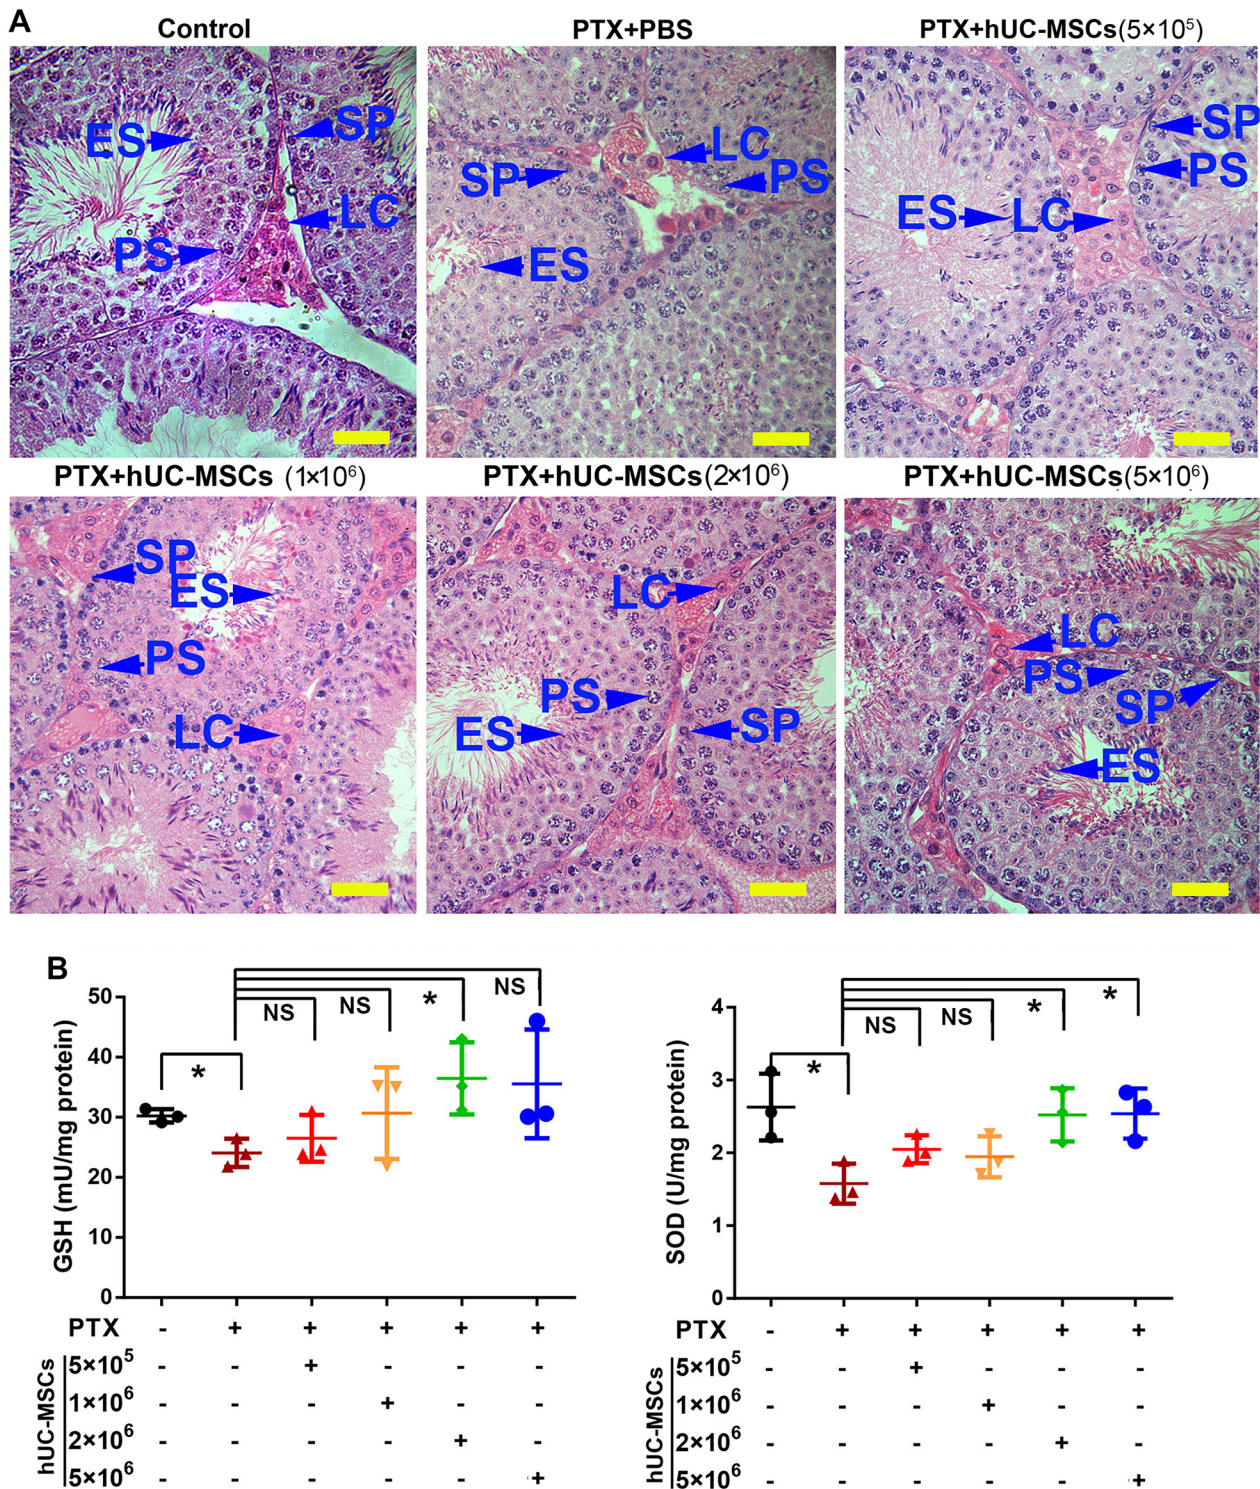 A
Control
PTX+PBS
PTX+hUC-MSCs(5×10⁵)
ES
SP
LC
PS
LC
SP
PS
ES
SP
PS
ES
LC
PTX+hUC-MSCs (1×10⁶)
PTX+hUC-MSCs(2×10⁶)
PTX+hUC-MSCs(5×10⁶)
SP
ES
PS
LC
LC
PS
ES
SP
LC
PS
SP
ES
B
GSH (mU/mg protein)
50
40
30
20
10
0
*
NS
NS
*
NS
PTX - + + + + +
hUC-MSCs
5×10⁵ - - + - - -
1×10⁶ - - - + - -
2×10⁶ - - - - + -
5×10⁶ - - - - - +
SOD (U/mg protein)
4
3
2
1
0
*
NS
NS
*
*
PTX - + + + + +
hUC-MSCs
5×10⁵ - - + - - -
1×10⁶ - - - + - -
2×10⁶ - - - - + -
5×10⁶ - - - - - +